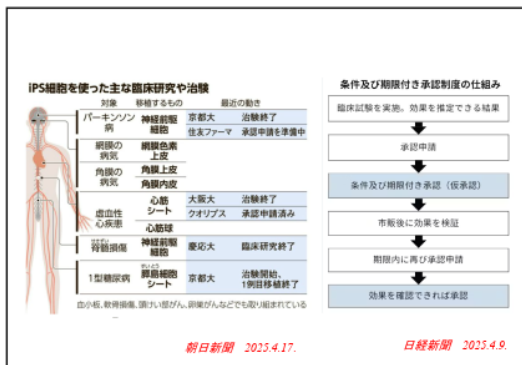 iPS細胞を使った主な臨床研究や治験
対象 移植するもの 最近の動き
パーキンソン病 神経前駆細胞 京都大 治験終了
住友ファーマ 承認申請を準備中
網膜の病気 網膜色素上皮
角膜の病気 角膜上皮
角膜内皮
虚血性心疾患 心筋シート 大阪大 治験終了
クオリプス 承認申請済み
心筋球
せきずい
脊髄損傷 神経前駆細胞 慶応大 臨床研究終了
すいとう
1型糖尿病 膵島細胞シート 京都大 治験開始、1例目移植終了
血小板、軟骨損傷、頭けい部がん、卵巣がんなどでも取り組まれている
朝日新聞 2025.4.17.
条件及び期限付き承認制度の仕組み
臨床試験を実施。効果を推定できる結果
承認申請
条件及び期限付き承認（仮承認）
市販後に効果を検証
期限内に再び承認申請
効果を確認できれば承認
日経新聞 2025.4.9.